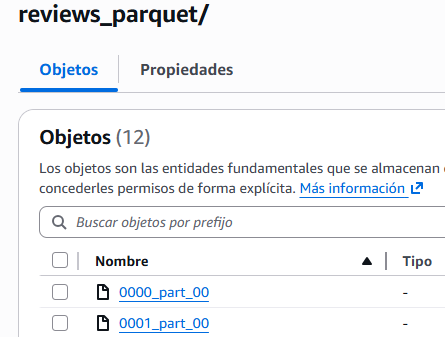 reviews_parquet/
Objetos
Propiedades
Objetos (12)
Los objetos son las entidades fundamentales que se almacenan
concederles permisos de forma explícita. Más información
Buscar objetos por prefijo
Nombre
Tipo
0000_part_00
-
0001_part_00
-